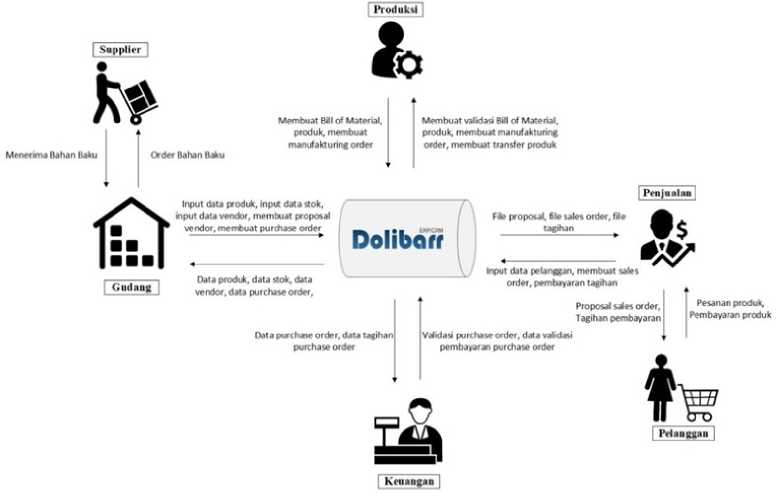 Produksi
Supplier
Membuat Bill of Material,
produk, membuat
manufakturing order
Membuat validasi Bill of Material,
produk, membuat manufakturing
order, membuat transfer produk
Menerima Bahan Baku
Order Bahan Baku
Penjualan
Input data produk, input data stok,
input data vendor, membuat proposal
vendor, membuat purchase order
ERP/CRM
Dolibarr
File proposal, file sales order, file
tagihan
Input data pelanggan, membuat sales
order, pembayaran tagihan
Gudang
Data produk, data stok, data
vendor, data purchase order,
Proposal sales order,
Tagihan pembayaran
Pesanan produk,
Pembayaran produk
Data purchase order, data tagihan
purchase order
Validasi purchase order, data validasi
pembayaran purchase order
Pelanggan
Keuangan